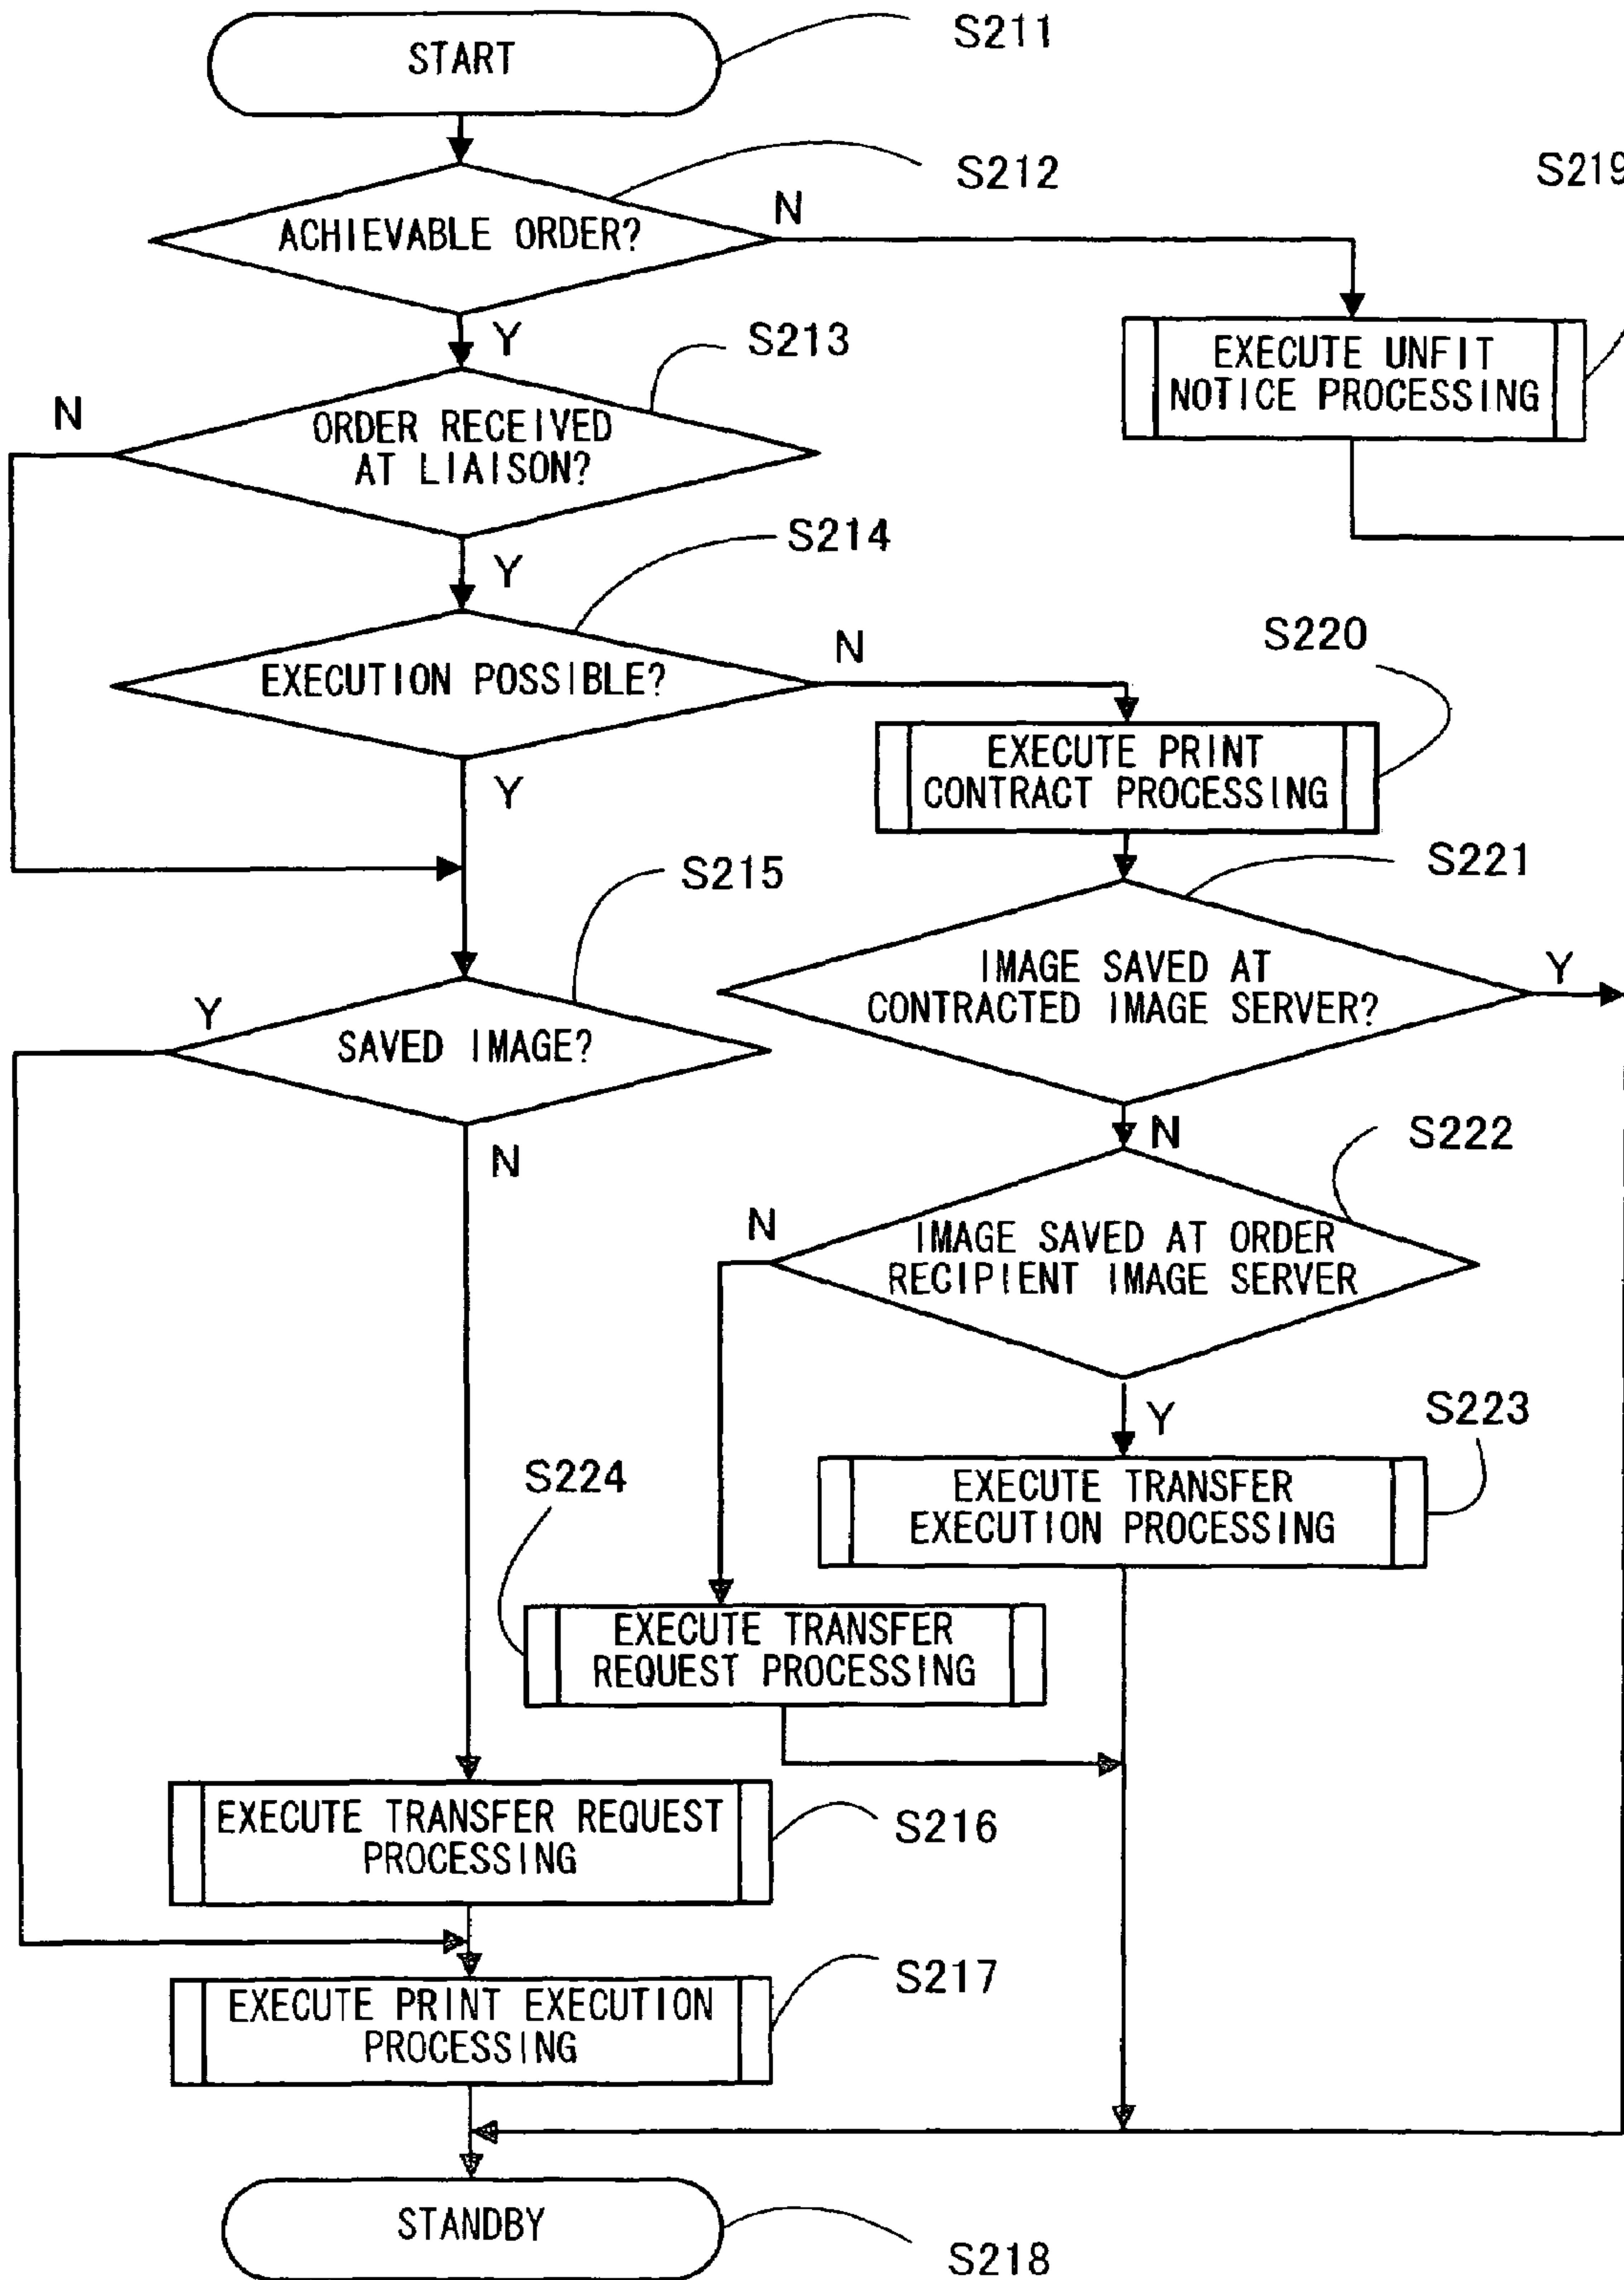 START
S211
S212
ACHIEVABLE ORDER?
N
S219
Y
S213
EXECUTE UNFIT
NOTICE PROCESSING
N
ORDER RECEIVED
AT LIAISON?
Y
S214
EXECUTION POSSIBLE?
N
S220
Y
EXECUTE PRINT
CONTRACT PROCESSING
S215
S221
IMAGE SAVED AT
CONTRACTED IMAGE SERVER?
Y
Y
SAVED IMAGE?
N
N
S222
N
IMAGE SAVED AT ORDER
RECIPIENT IMAGE SERVER
Y
S223
S224
EXECUTE TRANSFER
EXECUTION PROCESSING
EXECUTE TRANSFER
REQUEST PROCESSING
EXECUTE TRANSFER REQUEST
PROCESSING
S216
S217
EXECUTE PRINT EXECUTION
PROCESSING
STANDBY
S218